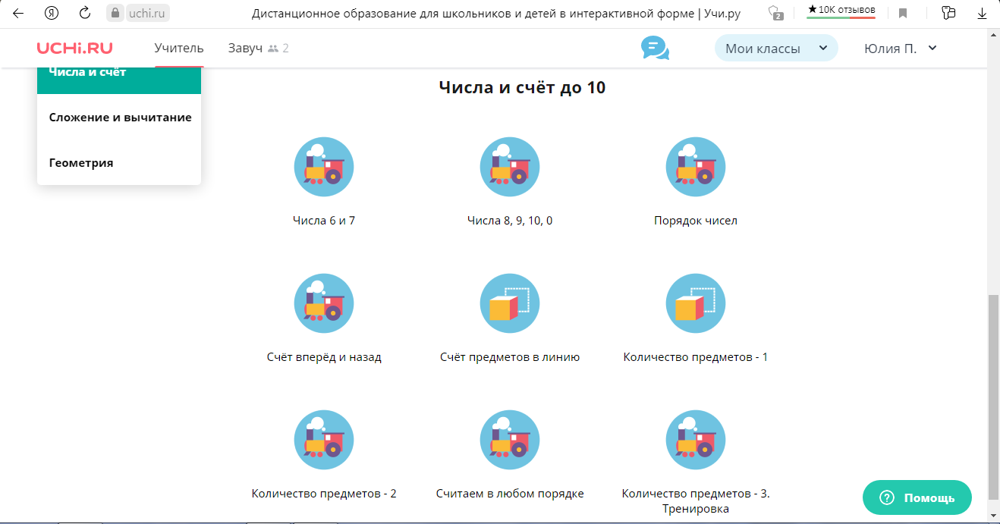 uchi.ru
Дистанционное образование для школьников и детей в интерактивной форме | Учи.ру
2
★10K отзывов
UCHi.RU
Учитель
Завуч 2
Мои классы
Юлия П.
Числа и счёт
Сложение и вычитание
Геометрия
Числа и счёт до 10
Числа 6 и 7
Числа 8, 9, 10, 0
Порядок чисел
Счёт вперёд и назад
Счёт предметов в линию
Количество предметов - 1
Количество предметов - 2
Считаем в любом порядке
Количество предметов - 3.
Тренировка
Помощь